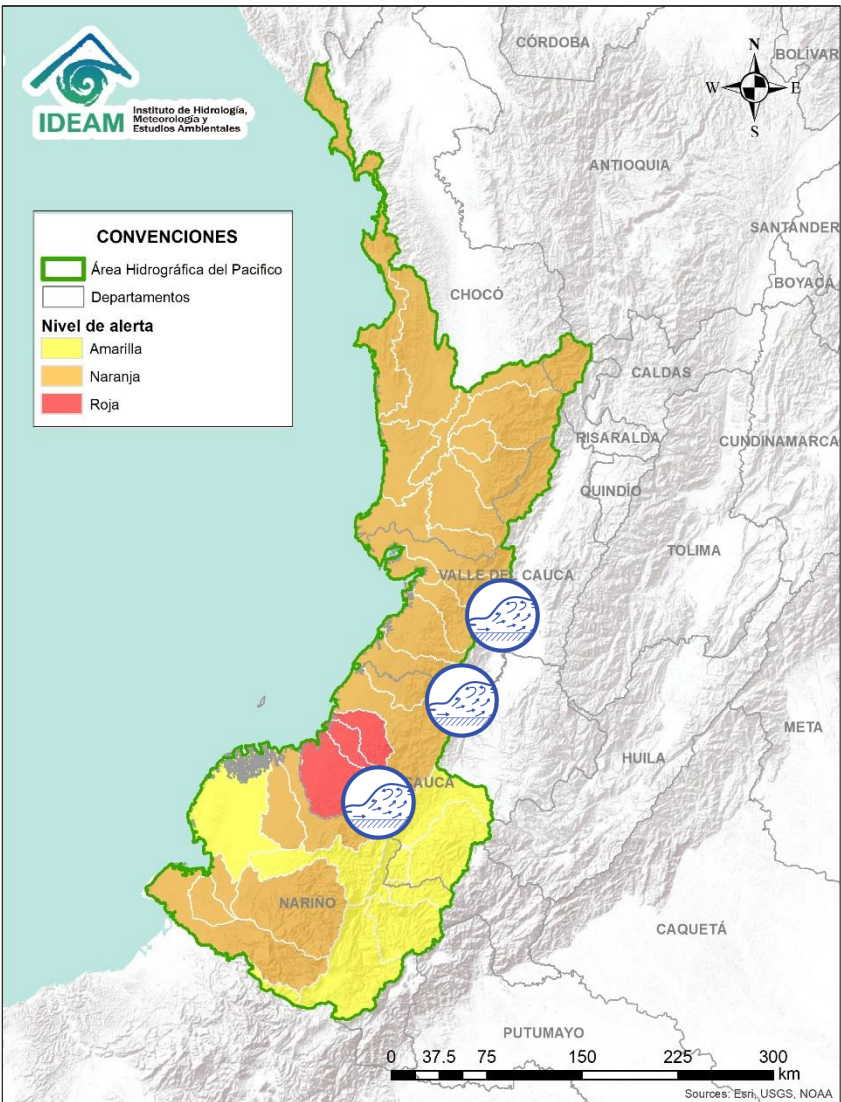 IDEAM
Instituto de Hidrología,
Meteorología y
Estudios Ambientales
N
W
E
S
CÓRDOBA
BOLÍVAR
ANTIOQUIA
SANTANDER
BOYACÁ
CHOCÓ
CALDAS
RISARALDA
CUNDINAMARCA
QUINDÍO
TOLIMA
VALLE DEL CAUCA
META
HUILA
CAUCA
NARIÑO
CAQUETÁ
PUTUMAYO
CONVENCIONES
Área Hidrográfica del Pacifico
Departamentos
Nivel de alerta
Amarilla
Naranja
Roja
0 37.5 75 150 225 300
km
Sources: Esri, USGS, NOAA